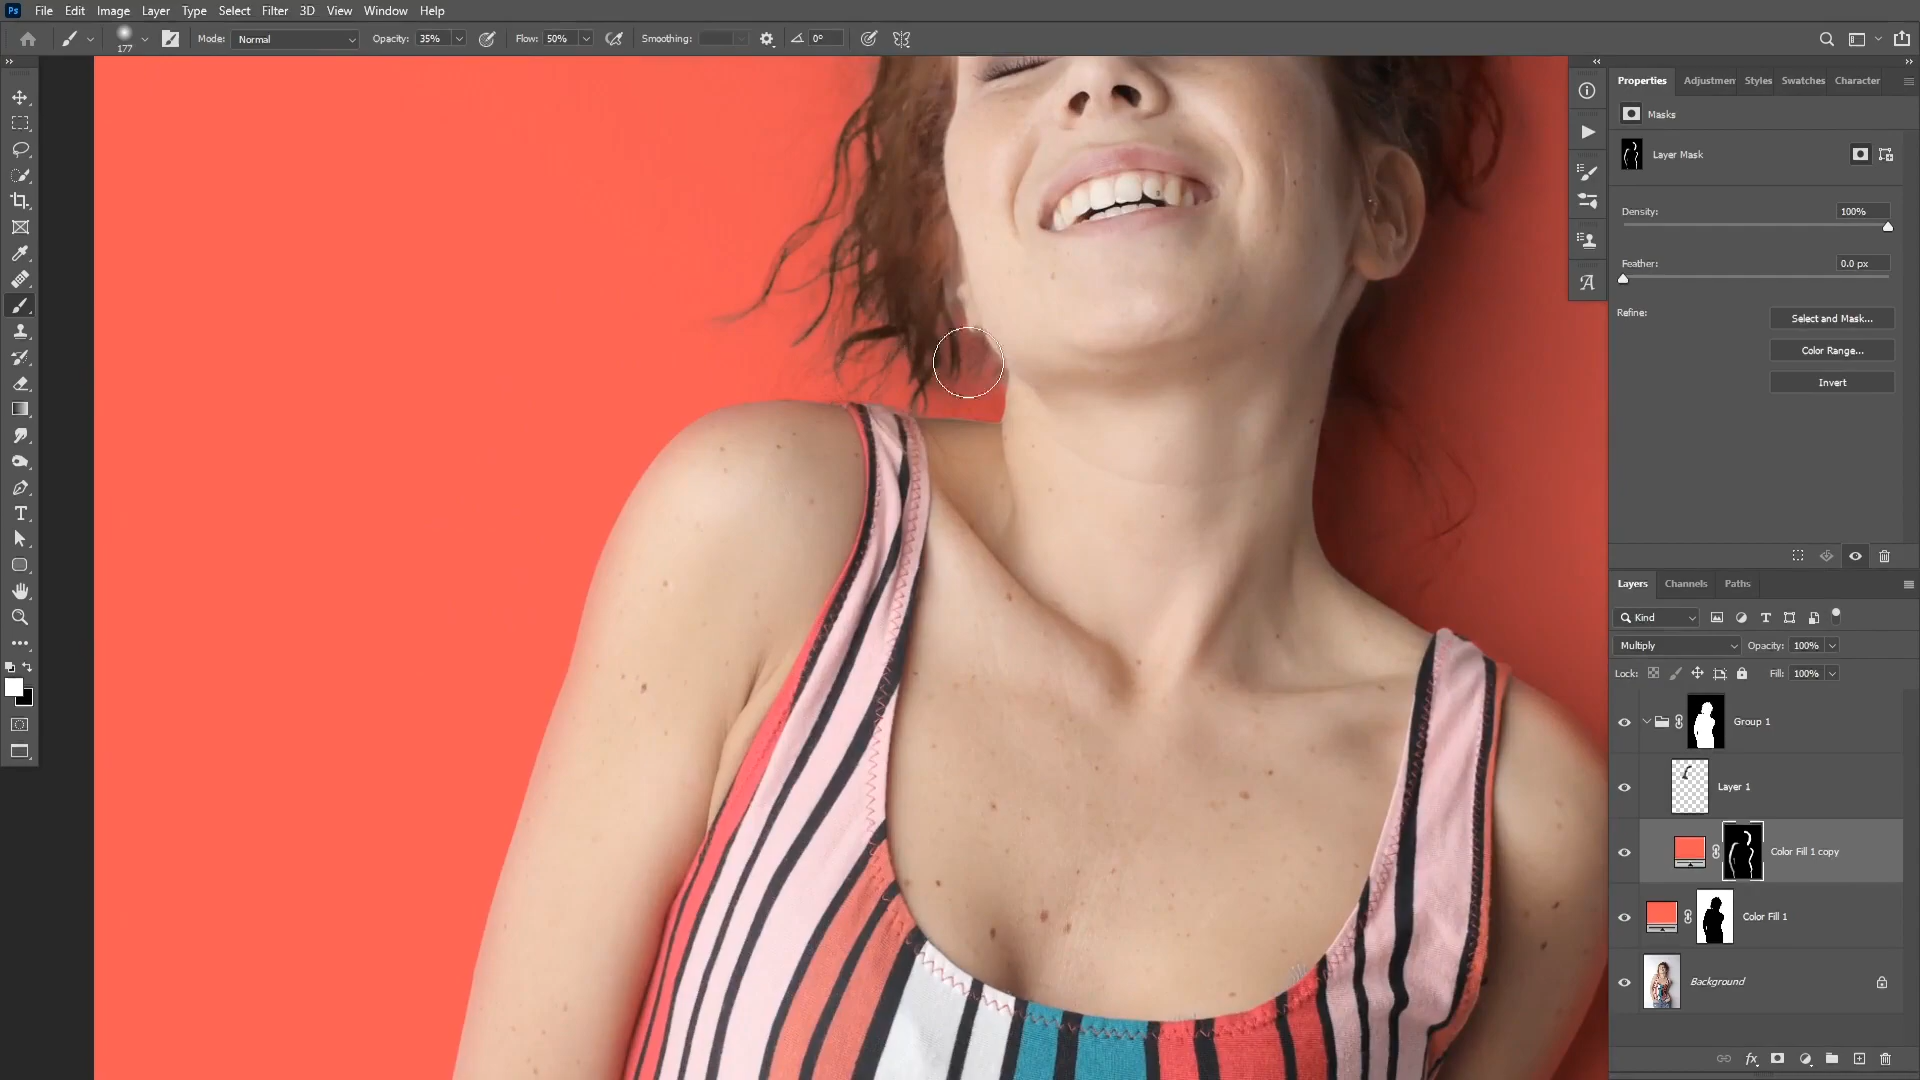 Ps File Edit Image Layer Type Select Filter 3D View Window Help
177 Mode: Normal Opacity: 35% Flow: 50% Smoothing: 0°
Properties Adjustmen Styles Swatches Character
Masks
Layer Mask
Density: 100%
Feather: 0.0 px
Refine: Select and Mask...
Color Range...
Invert
Layers Channels Paths
Kind
Multiply Opacity: 100%
Lock: Fill: 100%
Group 1
Layer 1
Color Fill 1 copy
Color Fill 1
Background
fx